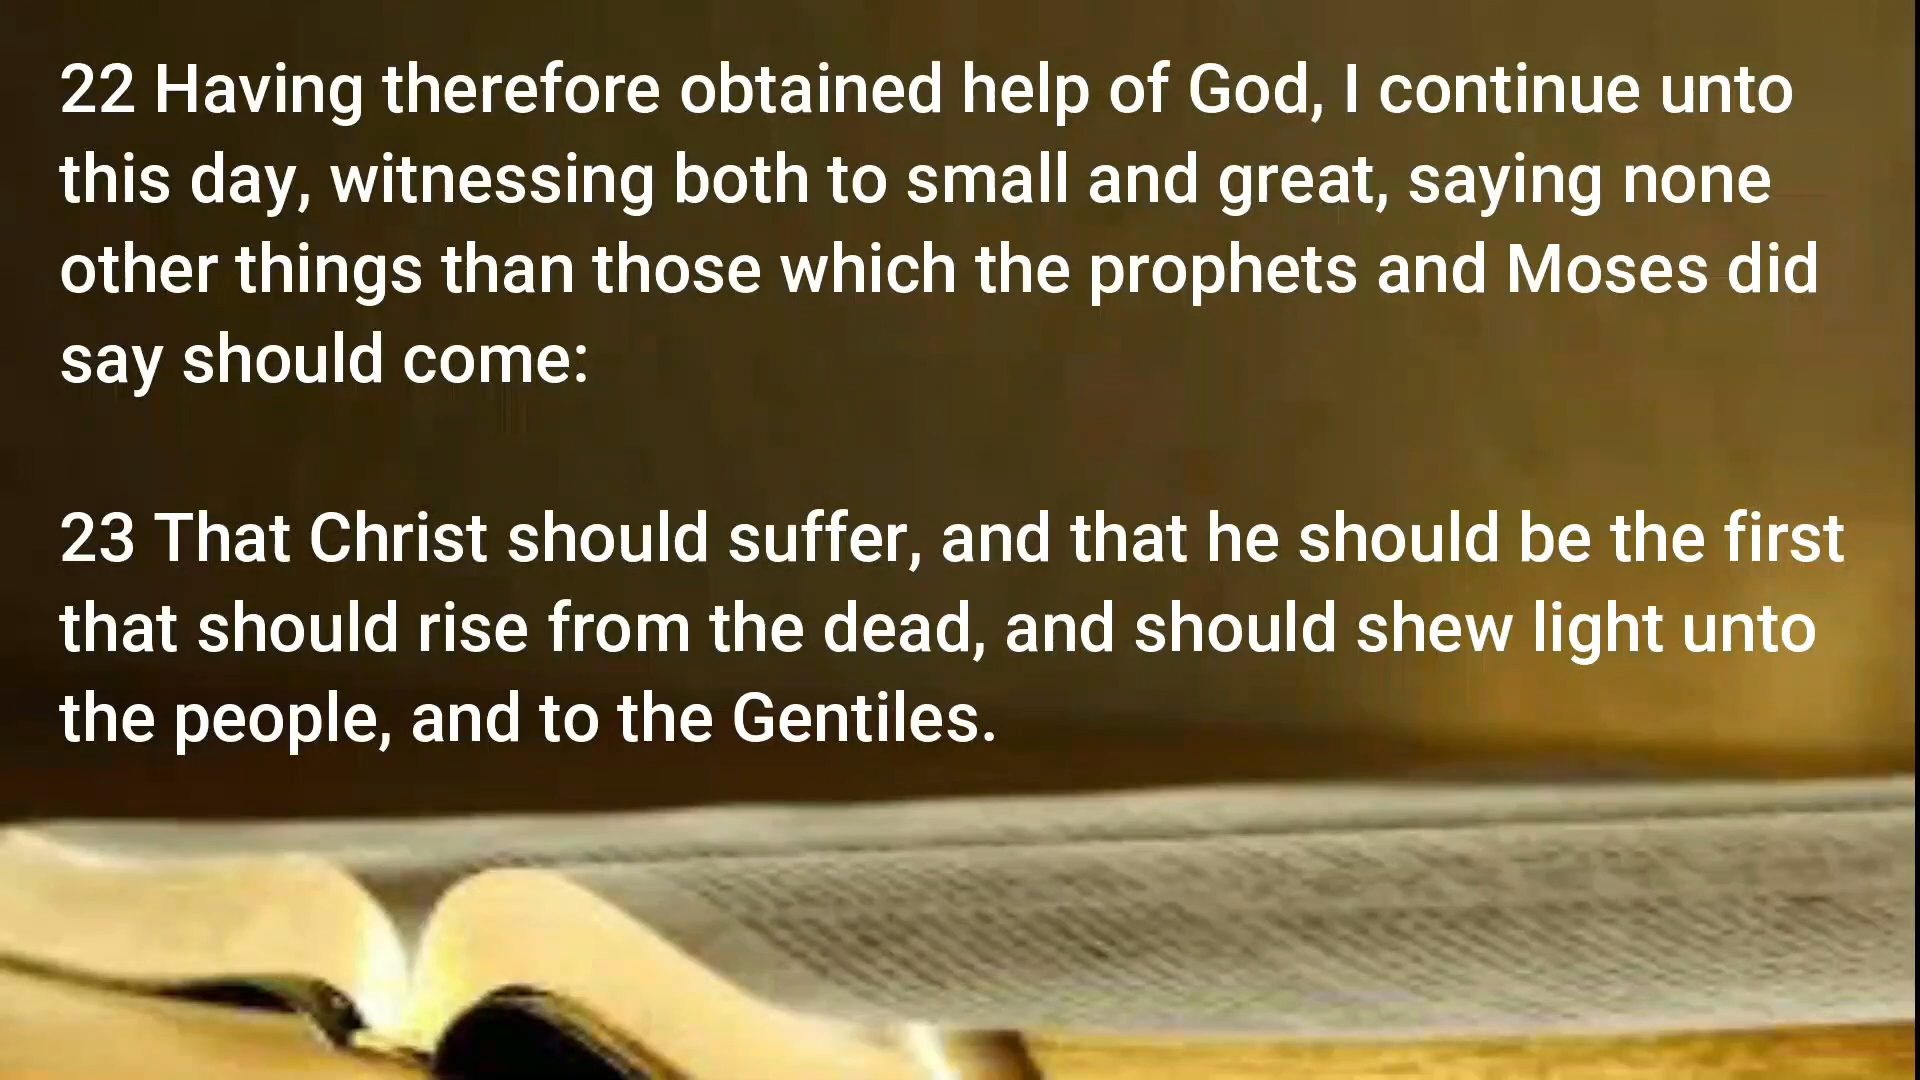 22 Having therefore obtained help of God, I continue unto
this day, witnessing both to small and great, saying none
other things than those which the prophets and Moses did
say should come:
23 That Christ should suffer, and that he should be the first
that should rise from the dead, and should shew light unto
the people, and to the Gentiles.